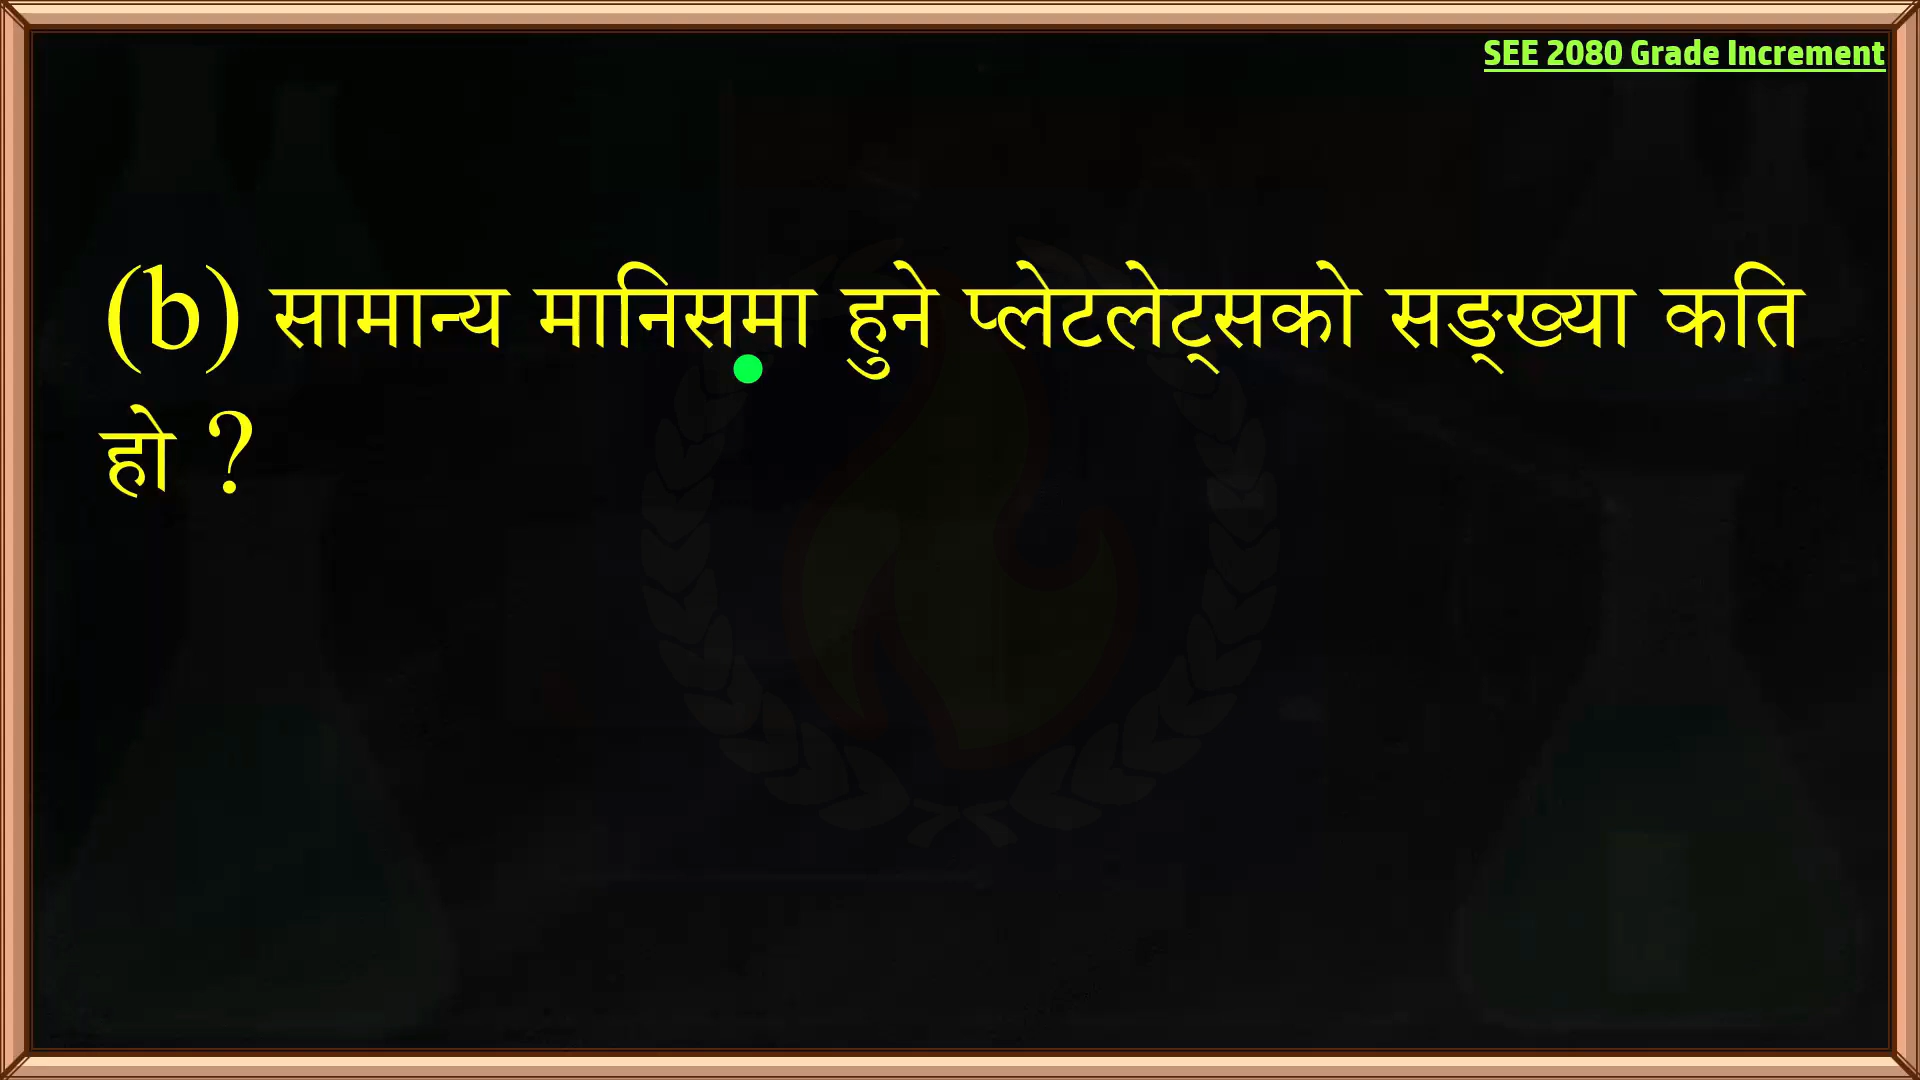 SEE 2080 Grade Increment
(b) सामान्य मानिसमा हुने प्लेटलेट्सको सङ्ख्या कति
हो ?